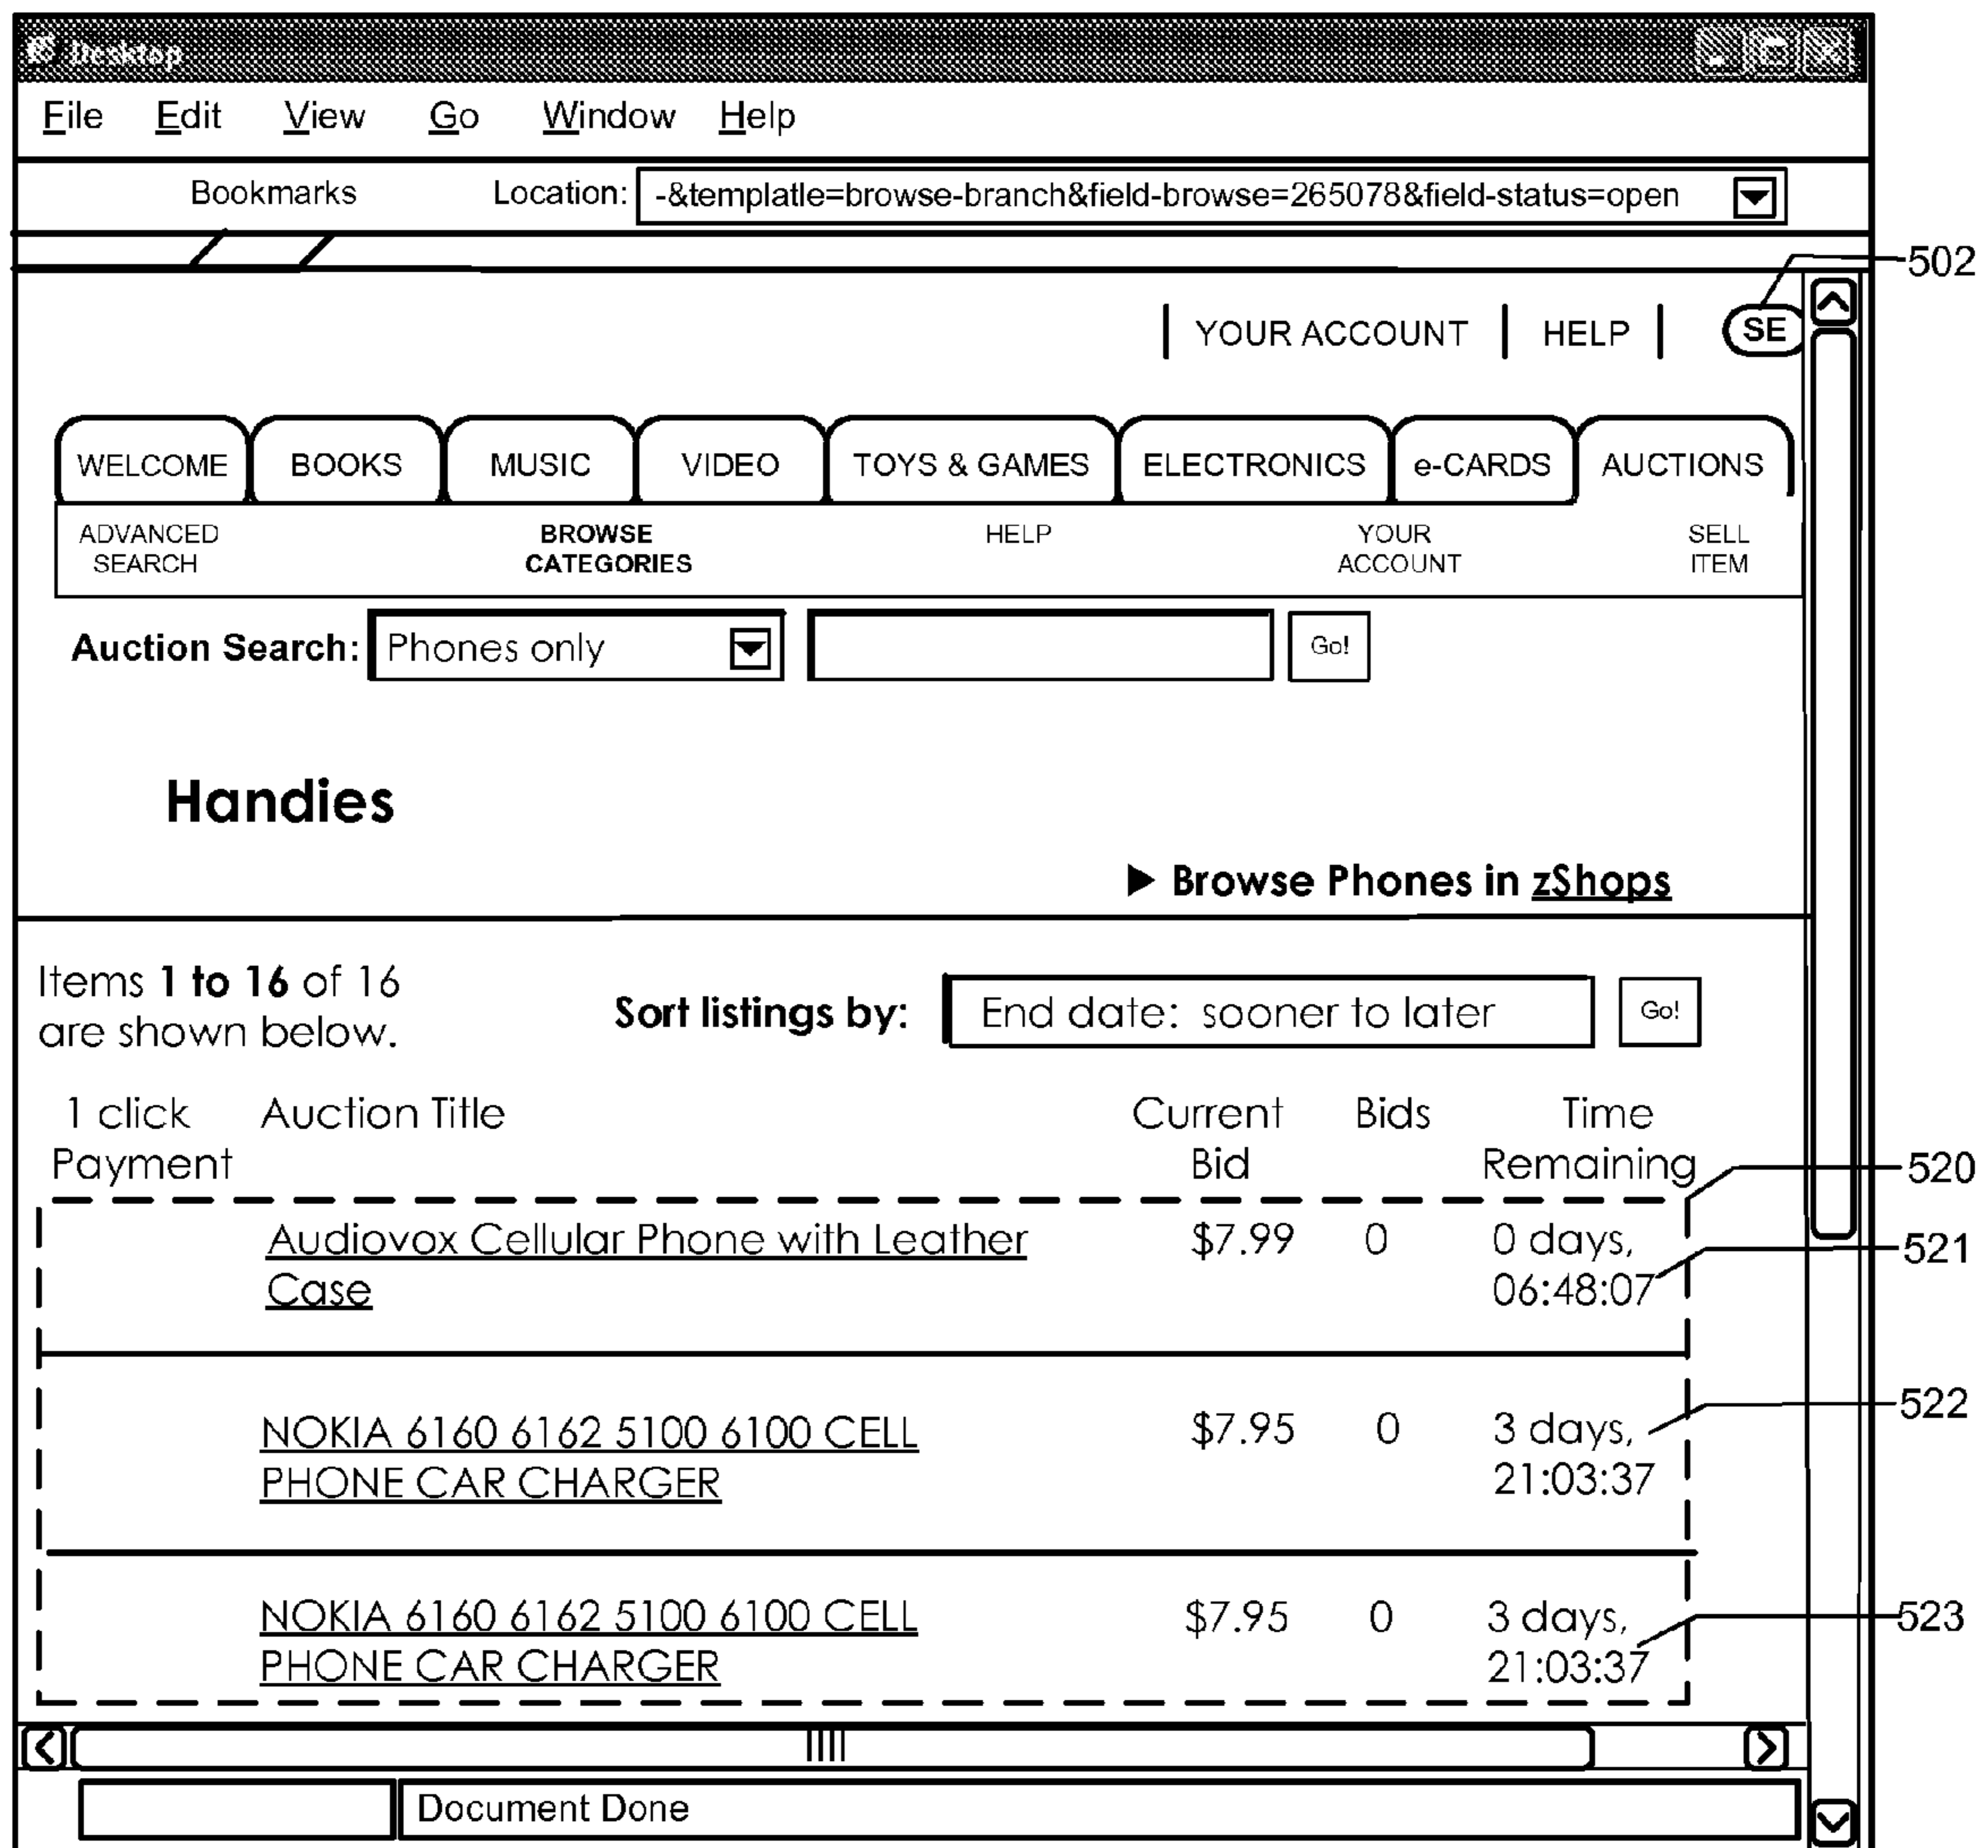 Desktop
File Edit View Go Window Help
Bookmarks Location: -&templatle=browse-branch&field-browse=265078&field-status=open
502
YOUR ACCOUNT HELP SE
WELCOME BOOKS MUSIC VIDEO TOYS & GAMES ELECTRONICS e-CARDS AUCTIONS
ADVANCED BROWSE HELP YOUR SELL
SEARCH CATEGORIES ACCOUNT ITEM
Auction Search: Phones only Go!
Handies
Browse Phones in zShops
Items 1 to 16 of 16
are shown below.
Sort listings by: End date: sooner to later Go!
1 click Auction Title Current Bids Time
Payment Bid Remaining
520
Audiovox Cellular Phone with Leather $7.99 0 0 days,
521
Case 06:48:07
522
NOKIA 6160 6162 5100 6100 CELL $7.95 0 3 days,
PHONE CAR CHARGER 21:03:37
NOKIA 6160 6162 5100 6100 CELL $7.95 0 3 days,
523
PHONE CAR CHARGER 21:03:37
Document Done